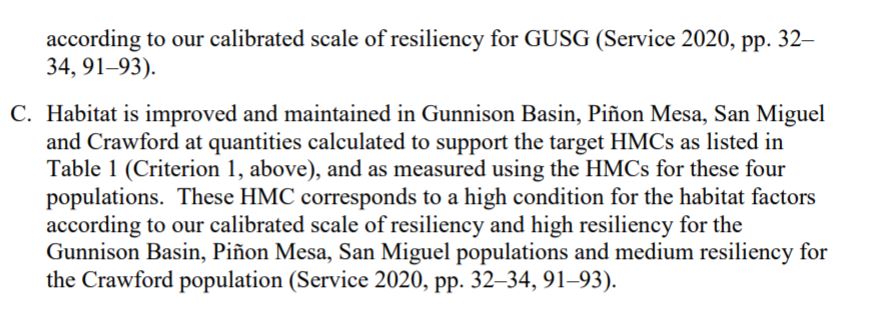 according to our calibrated scale of resiliency for GUSG (Service 2020, pp. 32–
34, 91–93).
C. Habitat is improved and maintained in Gunnison Basin, Piñon Mesa, San Miguel
and Crawford at quantities calculated to support the target HMCs as listed in
Table 1 (Criterion 1, above), and as measured using the HMCs for these four
populations.  These HMC corresponds to a high condition for the habitat factors
according to our calibrated scale of resiliency and high resiliency for the
Gunnison Basin, Piñon Mesa, San Miguel populations and medium resiliency for
the Crawford population (Service 2020, pp. 32–34, 91–93).